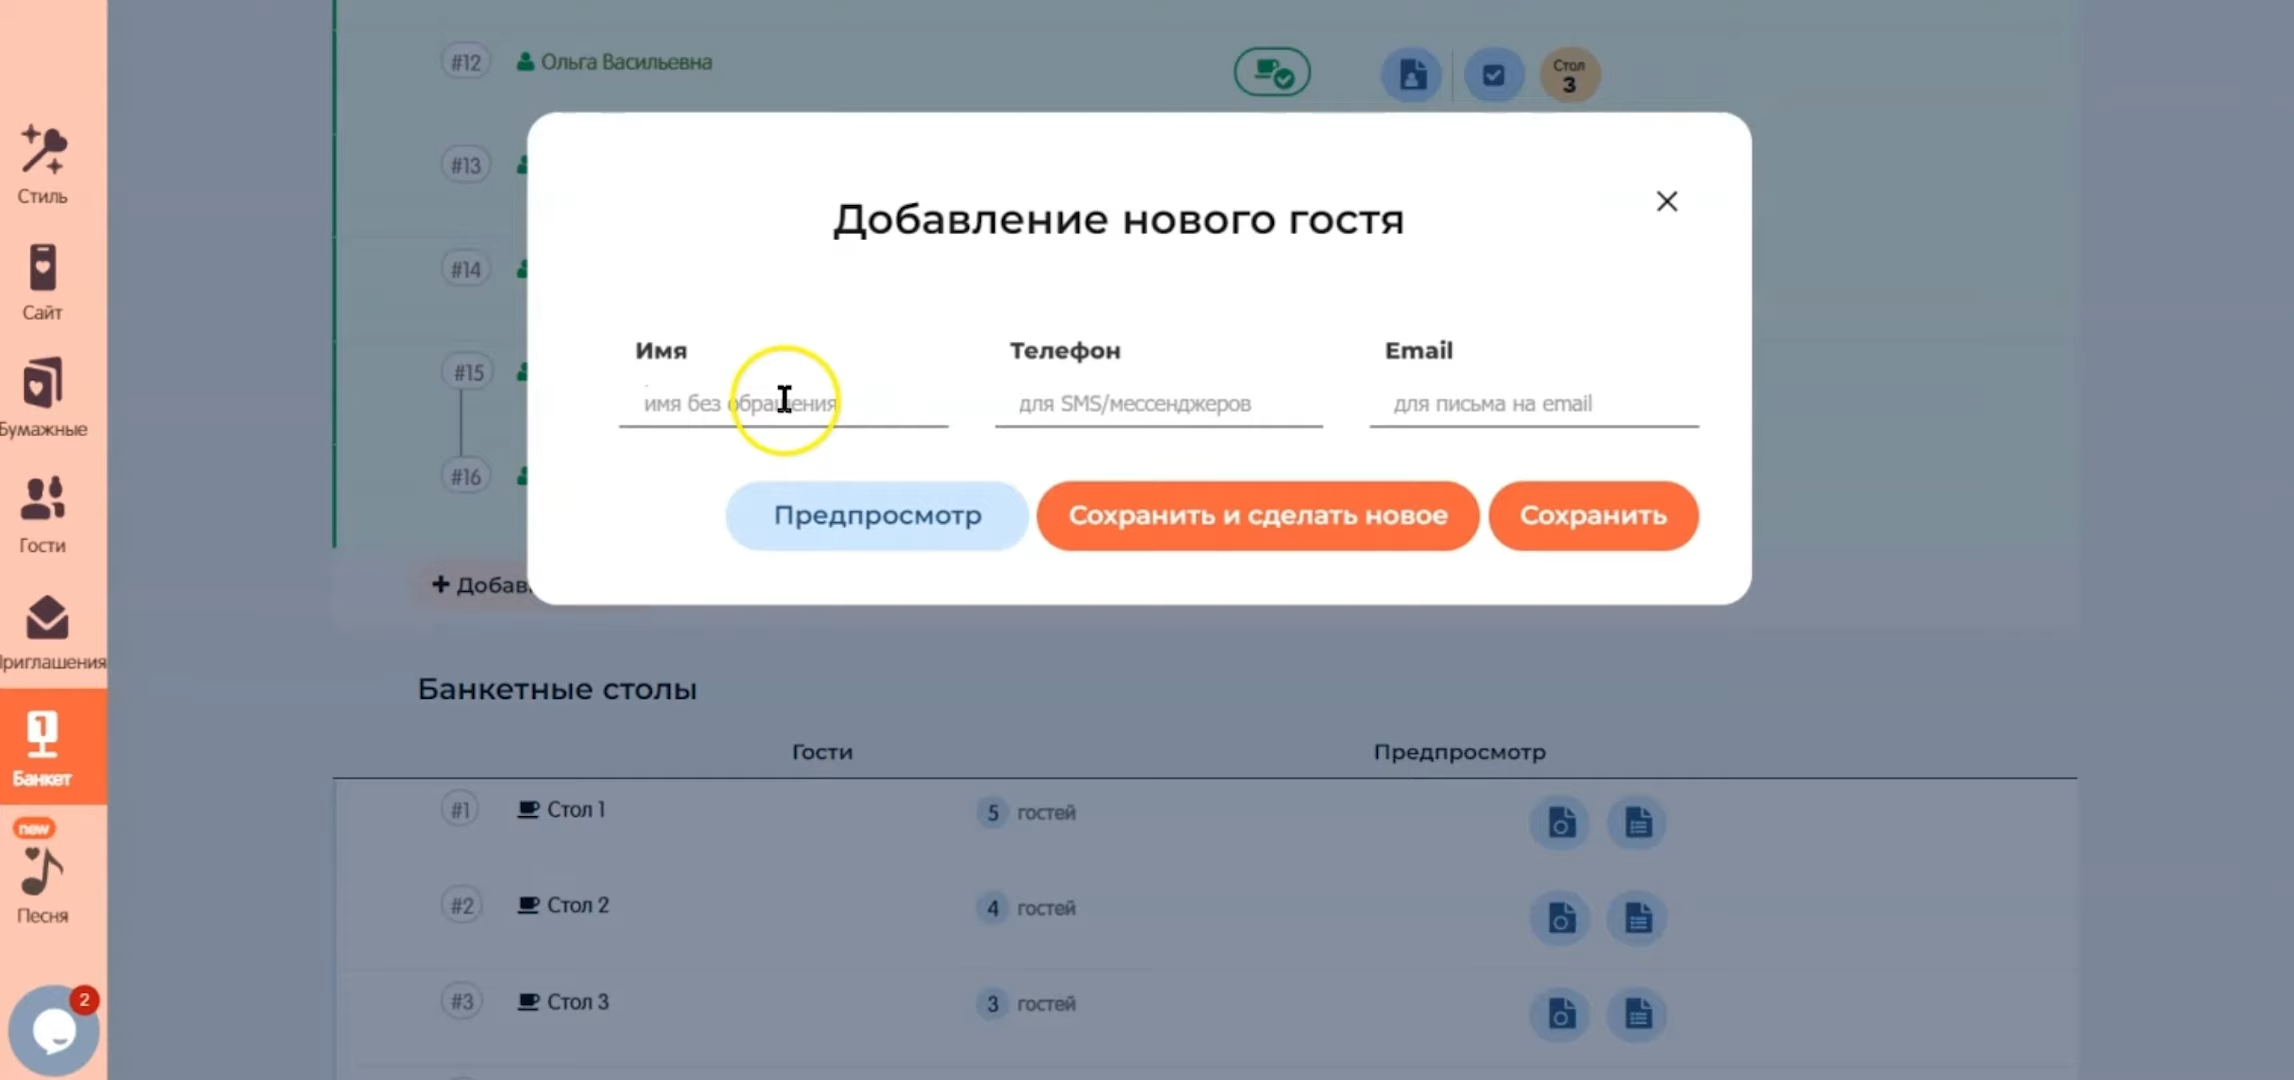 #12 Ольга Васильевна Стол 3
#13
#14
#15
#16
Добавление нового гостя
Имя Телефон Email
имя без обращения для SMS/мессенджеров для письма на email
Предпросмотр Сохранить и сделать новое Сохранить
+ Добав
Банкетные столы
Гости Предпросмотр
#1 Стол 1 5 гостей
#2 Стол 2 4 гостей
#3 Стол 3 3 гостей
Стиль
Сайт
Бумажные
Гости
Приглашения
1
Банкет
new
Песня
2